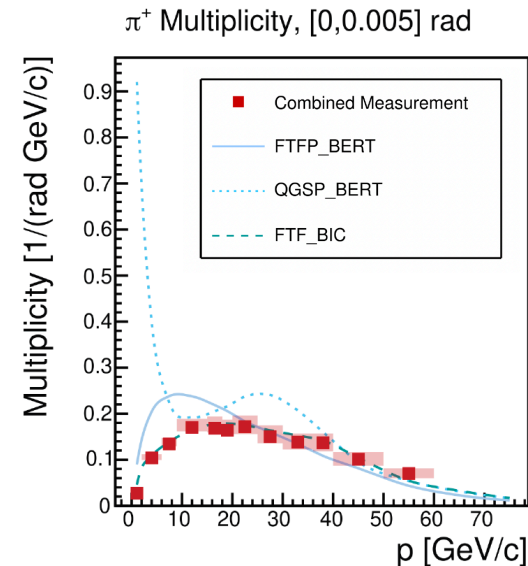 π⁺ Multiplicity, [0,0.005] rad
Multiplicity [1/(rad GeV/c)]
0.9
0.8
0.7
0.6
0.5
0.4
0.3
0.2
0.1
0
Combined Measurement
FTFP_BERT
QGSP_BERT
FTF_BIC
0 10 20 30 40 50 60 70
p [GeV/c]